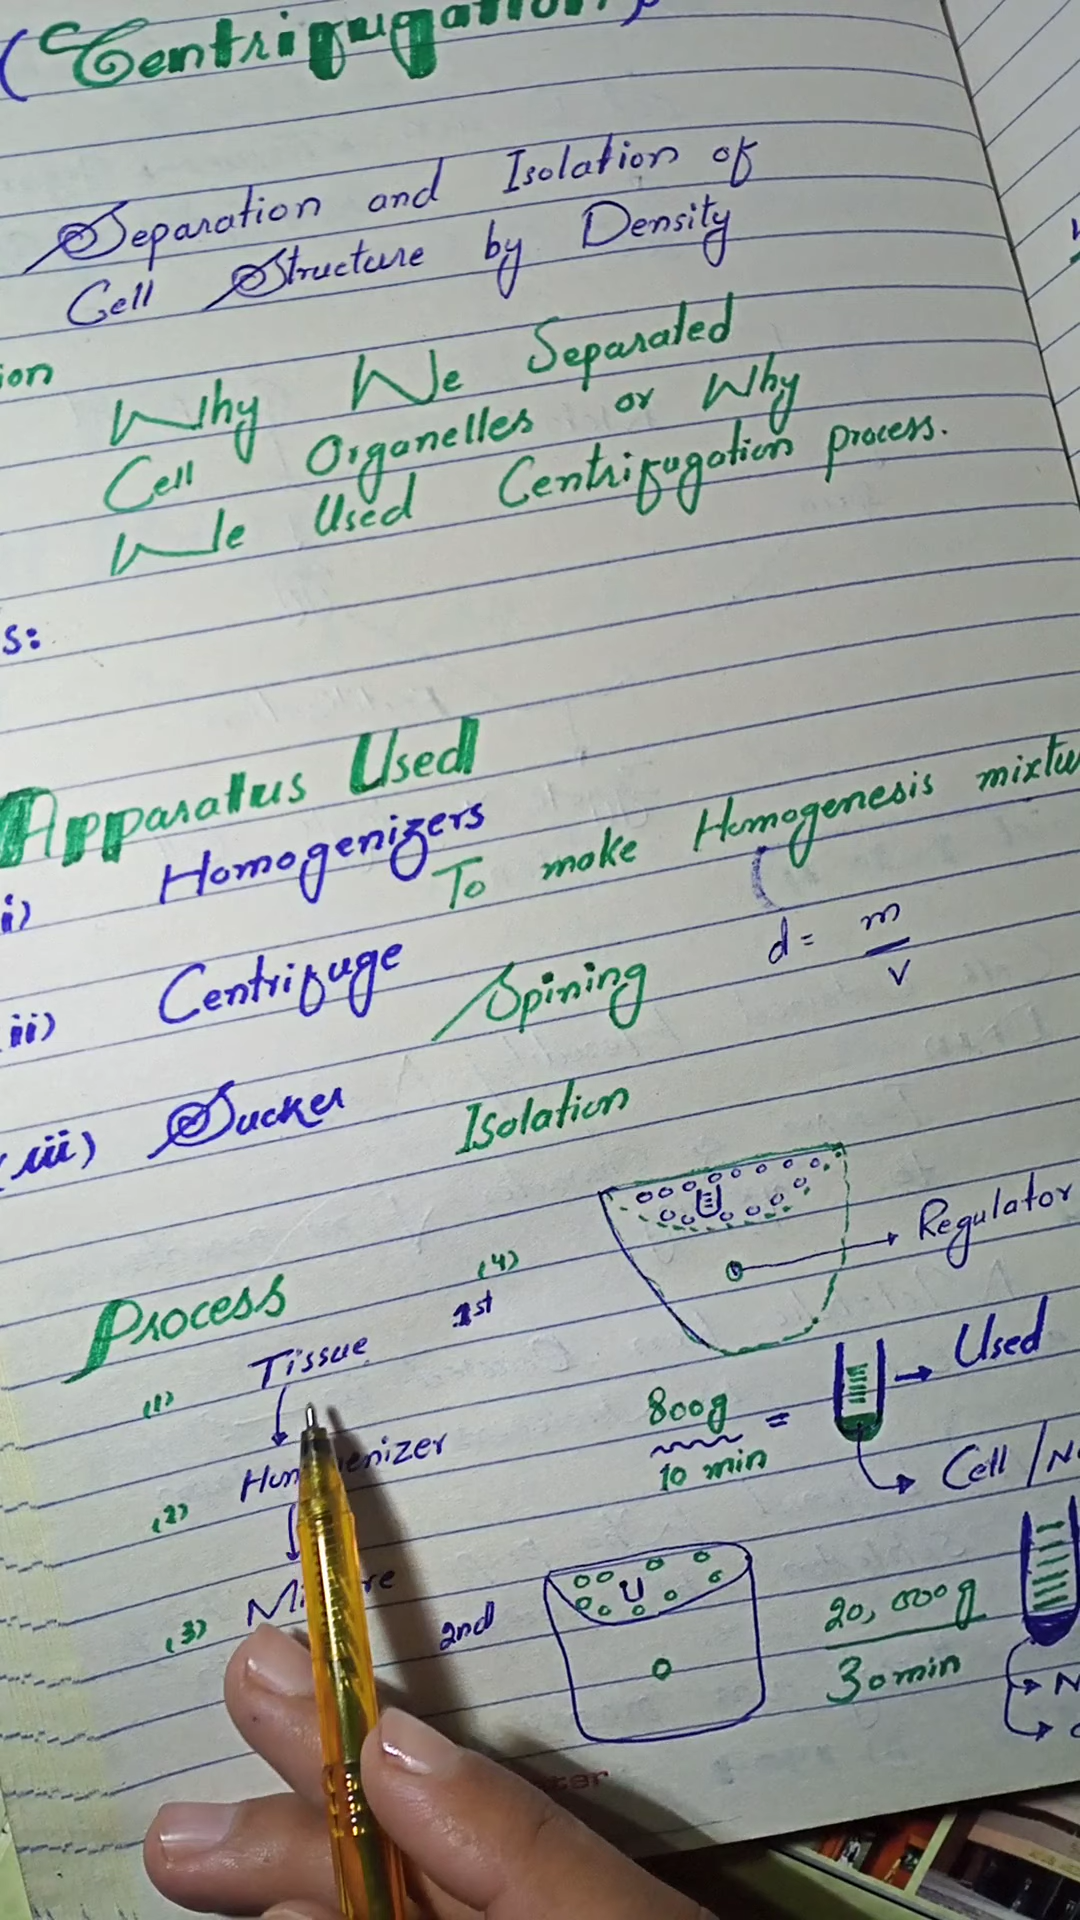 (Centrifugation)
Separation and Isolation of
Cell Structure by Density
ion
Why We Separated
Cell Organelles or Why
We Used Centrifugation process.
s:
Apparatus Used
i) Homogenizers To make Homogenesis mixtu
d = m
v
ii) Centrifuge Spining
(iii) Sucker Isolation
Regulator
Process (4)
1st
(1) Tissue
Used
800g =
10 min
Cell / N
(2)
(3)
2nd
20,000g
30 min
N